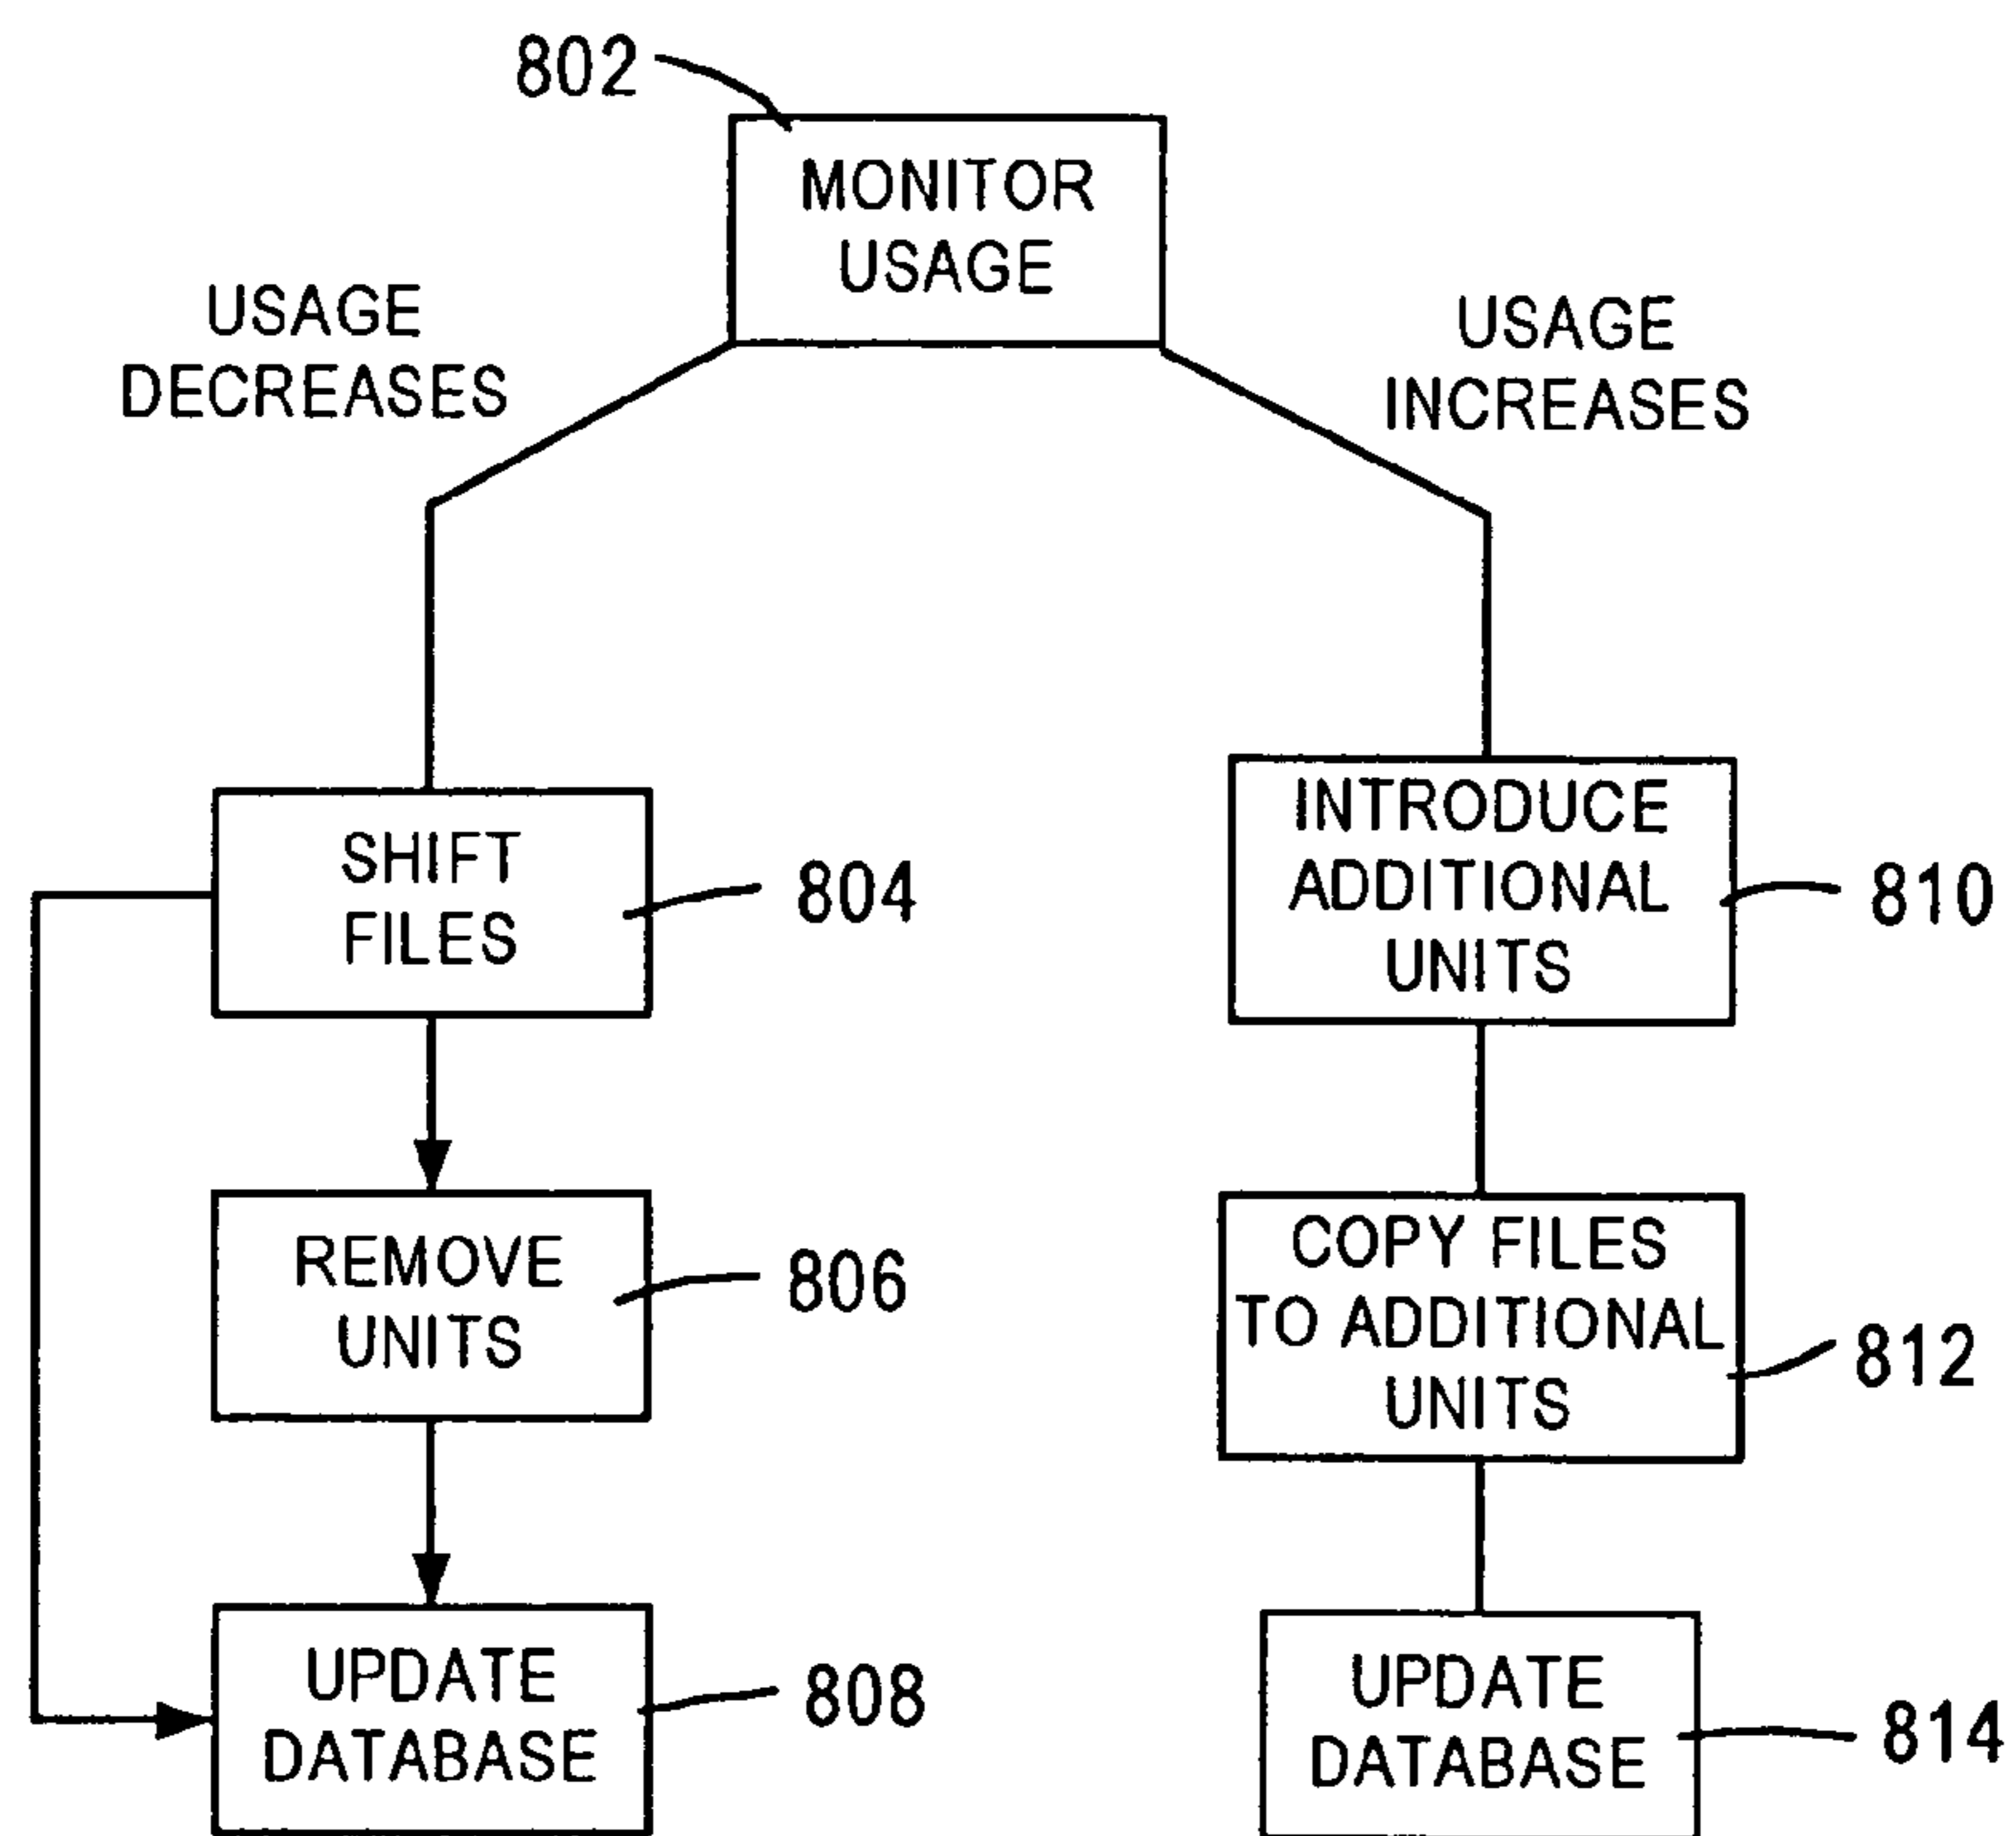 802
MONITOR
USAGE
USAGE
DECREASES
USAGE
INCREASES
SHIFT
FILES
804
INTRODUCE
ADDITIONAL
UNITS
810
REMOVE
UNITS
806
COPY FILES
TO ADDITIONAL
UNITS
812
UPDATE
DATABASE
808
UPDATE
DATABASE
814